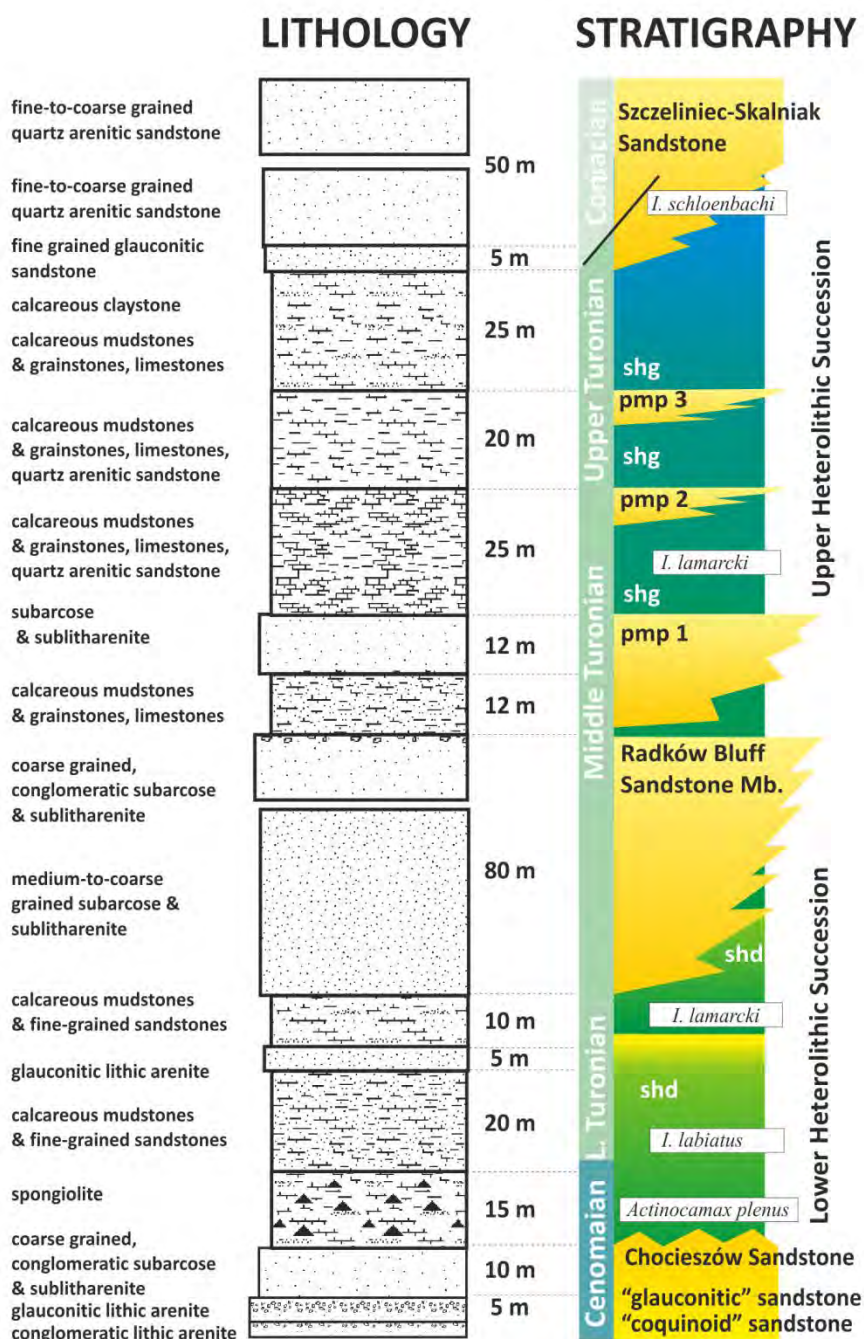 LITHOLOGY
STRATIGRAPHY
fine-to-coarse grained
quartz arenitic sandstone
fine-to-coarse grained
quartz arenitic sandstone
fine grained glauconitic
sandstone
calcareous claystone
calcareous mudstones
& grainstones, limestones
calcareous mudstones
& grainstones, limestones,
quartz arenitic sandstone
calcareous mudstones
& grainstones, limestones,
quartz arenitic sandstone
subarcose
& sublitharenite
calcareous mudstones
& grainstones, limestones
coarse grained,
conglomeratic subarcose
& sublitharenite
medium-to-coarse
grained subarcose &
sublitharenite
calcareous mudstones
& fine-grained sandstones
glauconitic lithic arenite
calcareous mudstones
& fine-grained sandstones
spongiolite
coarse grained,
conglomeratic subarcose
& sublitharenite
glauconitic lithic arenite
conglomeratic lithic arenite
50 m
5 m
25 m
20 m
25 m
12 m
12 m
80 m
10 m
5 m
20 m
15 m
10 m
5 m
Coniacian
Upper Turonian
Middle Turonian
L. Turonian
Cenomaian
Szczeliniec-Skalniak
Sandstone
I. schloenbachi
shg
pmp 3
shg
pmp 2
I. lamarcki
shg
pmp 1
Radków Bluff
Sandstone Mb.
shd
I. lamarcki
shd
I. labiatus
Actinocamax plenus
Chocieszów Sandstone
“glauconitic” sandstone
“coquinoid” sandstone
Upper Heterolithic Succession
Lower Heterolithic Succession